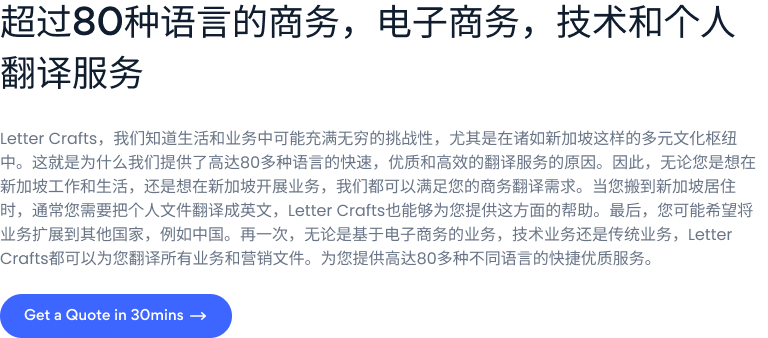 超过80种语言的商务，电子商务，技术和个人
翻译服务
Letter Crafts，我们知道生活和业务中可能充满无穷的挑战性，尤其是在诸如新加坡这样的多元文化枢纽
中。这就是为什么我们提供了高达80多种语言的快速，优质和高效的翻译服务的原因。因此，无论您是想在
新加坡工作和生活，还是想在新加坡开展业务，我们都可以满足您的商务翻译需求。当您搬到新加坡居住
时，通常您需要把个人文件翻译成英文，Letter Crafts也能够为您提供这方面的帮助。最后，您可能希望将
业务扩展到其他国家，例如中国。再一次，无论是基于电子商务的业务，技术业务还是传统业务，Letter
Crafts都可以为您翻译所有业务和营销文件。为您提供高达80多种不同语言的快捷优质服务。
Get a Quote in 30mins →